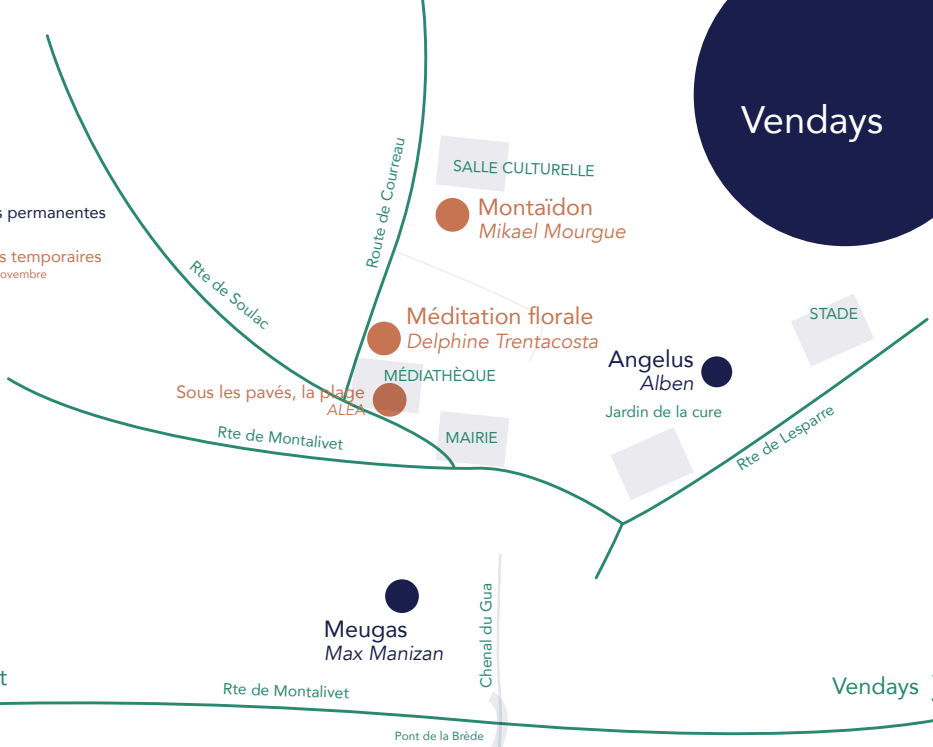 Vendays
SALLE CULTURELLE
Route de Courreau
Montaïdon
Mikael Mourgue
s permanentes
s temporaires
ovembre
Rte de Soulac
Méditation florale
Delphine Trentacosta
STADE
MÉDIATHÈQUE
Angelus
Alben
Jardin de la cure
Sous les pavés, la plage
ALEA
Rte de Montalivet
MAIRIE
Rte de Lesparre
Meugas
Max Manizan
Chenal du Gua
t
Rte de Montalivet
Vendays
Pont de la Brède